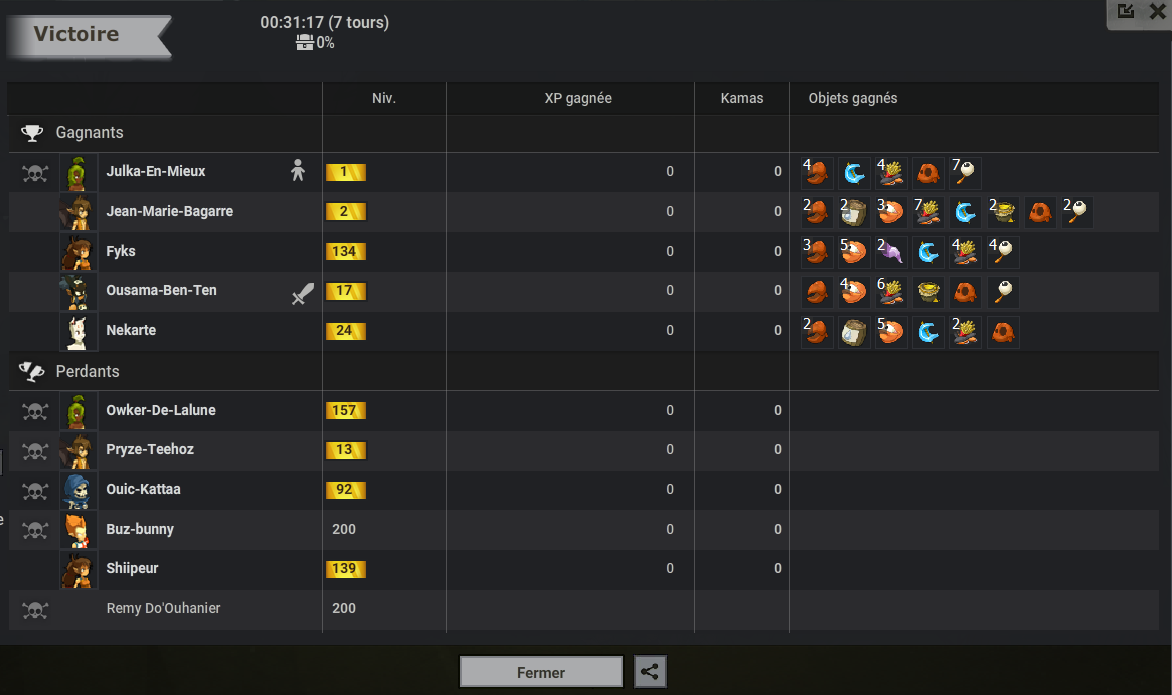 Victoire
00:31:17 (7 tours)
0%
Niv. XP gagnée Kamas Objets gagnés
Gagnants
Julka-En-Mieux 1 0 0 4 4 7
Jean-Marie-Bagarre 2 0 0 2 2 3 7 2 2
Fyks 134 0 0 3 5 2 4 4
Ousama-Ben-Ten 17 0 0 4 6
Nekarte 24 0 0 2 5 2
Perdants
Owker-De-Lalune 157 0 0
Pryze-Teehoz 13 0 0
Ouic-Kattaa 92 0 0
e
Buz-bunny 200 0 0
Shiipeur 139 0 0
Remy Do'Ouhanier 200
Fermer